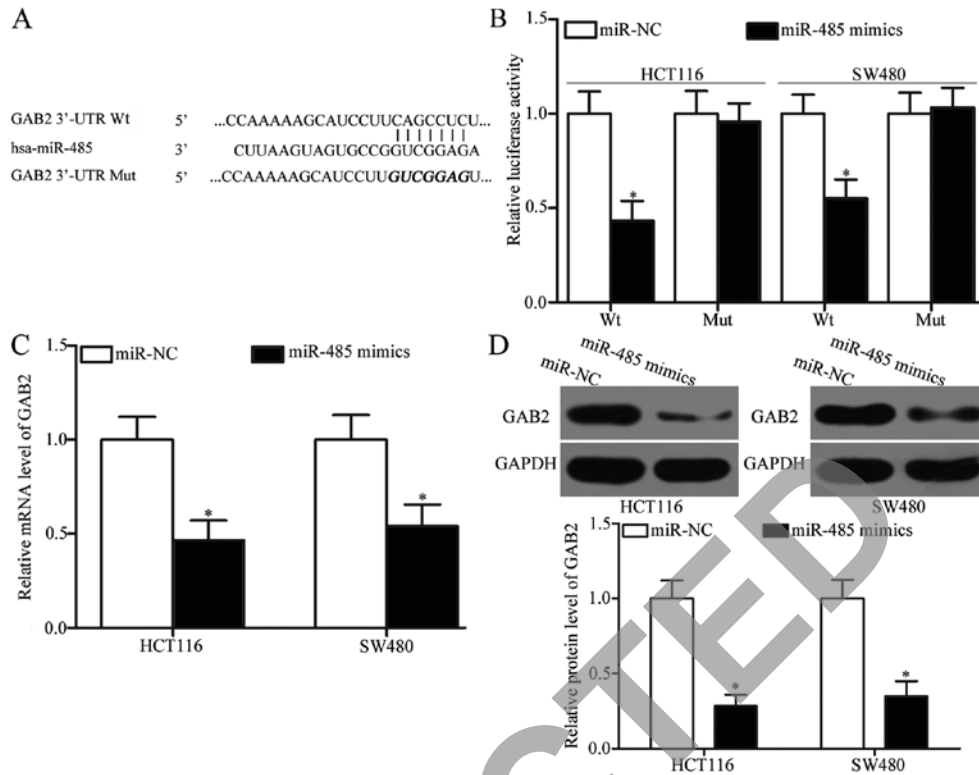 A
GAB2 3'-UTR Wt 5' ...CCAAAAAGCAUCCUUCAGCCUCU...
hsa-miR-485 3' CUUAAGUAGUGCCGGUCGGAGA
GAB2 3'-UTR Mut 5' ...CCAAAAAGCAUCCUUGUCGGAGU...
B
miR-NC miR-485 mimics
HCT116 SW480
Relative luciferase activity
1.5
1.0
0.5
0.0
* *
Wt Mut Wt Mut
C
miR-NC miR-485 mimics
Relative mRNA level of GAB2
1.5
1.0
0.5
0.0
* *
HCT116 SW480
D
miR-NC miR-485 mimics miR-NC miR-485 mimics
GAB2 GAB2
GAPDH GAPDH
HCT116 SW480
miR-NC miR-485 mimics
Relative protein level of GAB2
1.5
1.0
0.5
0.0
* *
HCT116 SW480
CTED